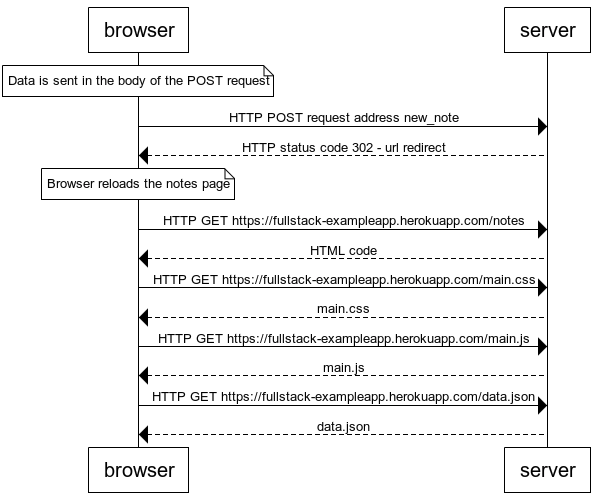 browser
server
Data is sent in the body of the POST request
HTTP POST request address new_note
HTTP status code 302 - url redirect
Browser reloads the notes page
HTTP GET https://fullstack-exampleapp.herokuapp.com/notes
HTML code
HTTP GET https://fullstack-exampleapp.herokuapp.com/main.css
main.css
HTTP GET https://fullstack-exampleapp.herokuapp.com/main.js
main.js
HTTP GET https://fullstack-exampleapp.herokuapp.com/data.json
data.json
browser
server